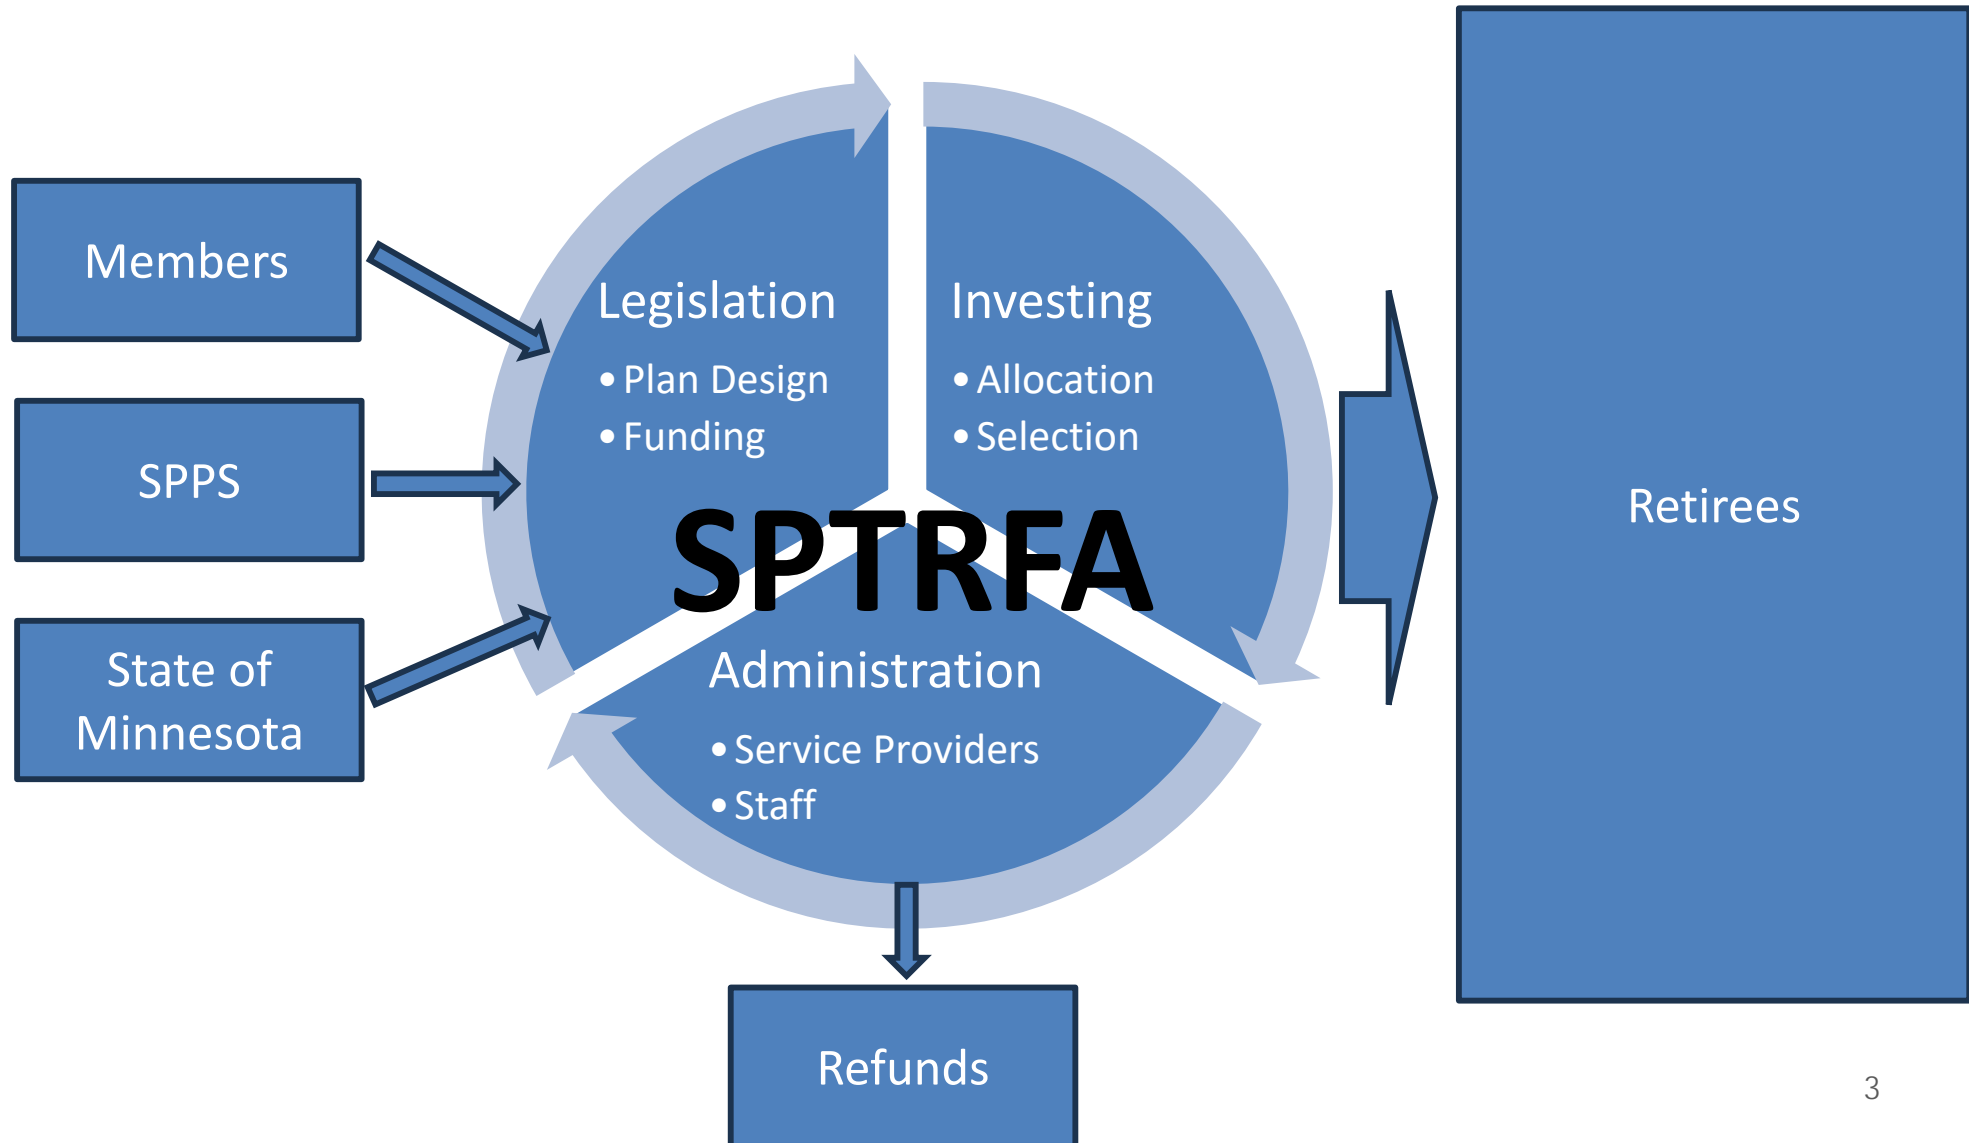 Members
SPPS
State of
Minnesota
Legislation
• Plan Design
• Funding
Investing
• Allocation
• Selection
SPTRFA
Administration
• Service Providers
• Staff
Retirees
Refunds
3